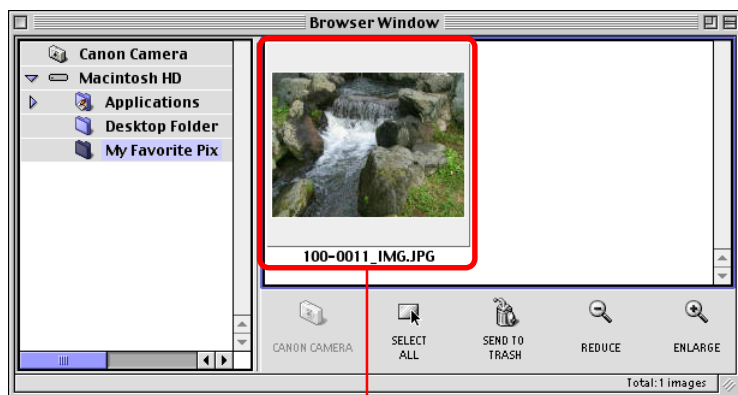 Browser Window
Canon Camera
Macintosh HD
Applications
Desktop Folder
My Favorite Pix
100-0011_IMG.JPG
CANON CAMERA
SELECT
ALL
SEND TO
TRASH
REDUCE
ENLARGE
Total:1 images